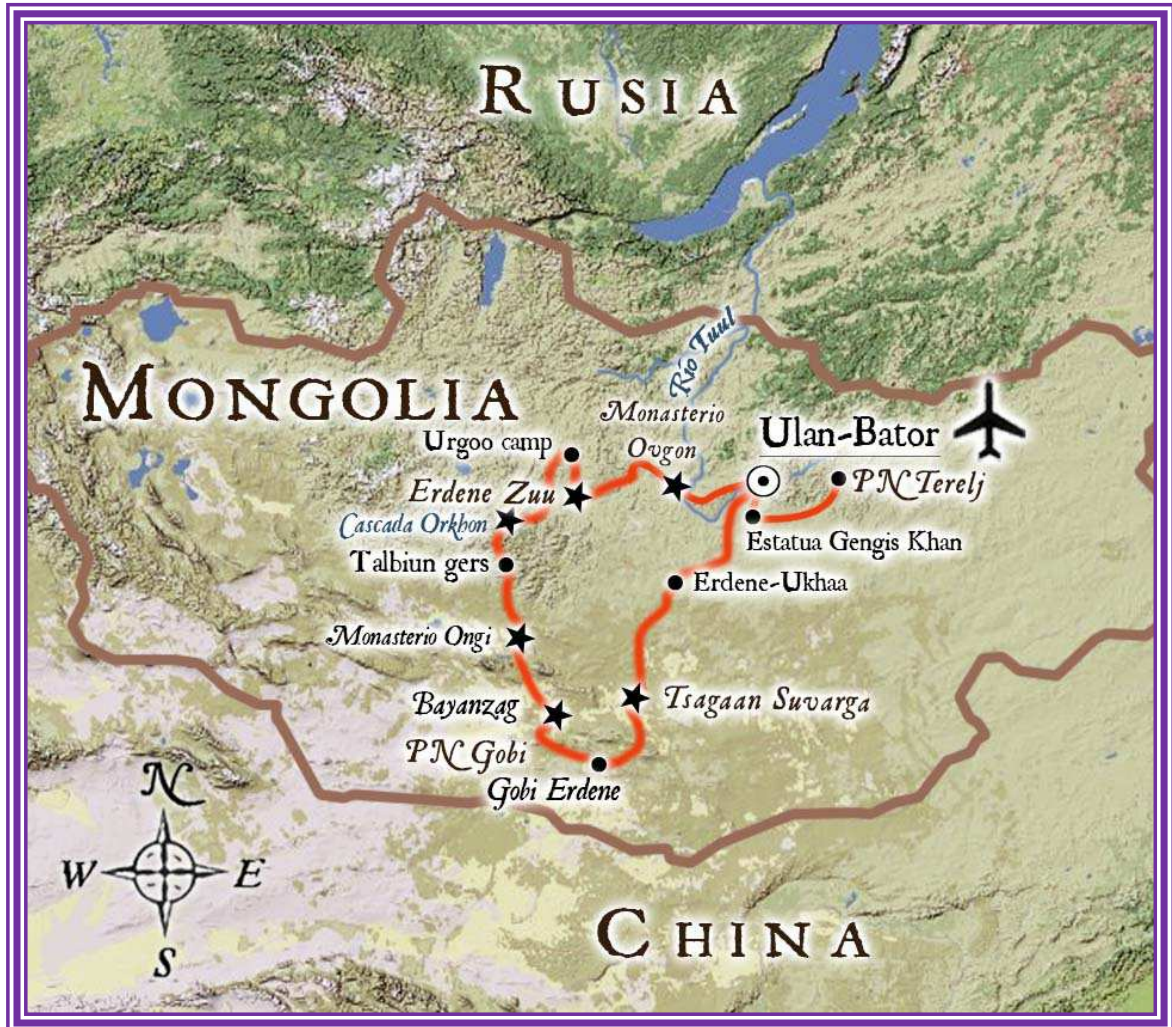 RUSIA
MONGOLIA
Río Tuul
Monasterio
Ovgon
Ulan-Bator
Urgoo camp
Erdene Zuu
PN Terelj
Cascada Orkhon
Estatua Gengis Khan
Talbiun gers
Erdene-Ukhaa
Monasterio Ongi
Bayanzag
Tsagaan Suvarga
PN Gobi
Gobi Erdene
N
W
E
S
CHINA